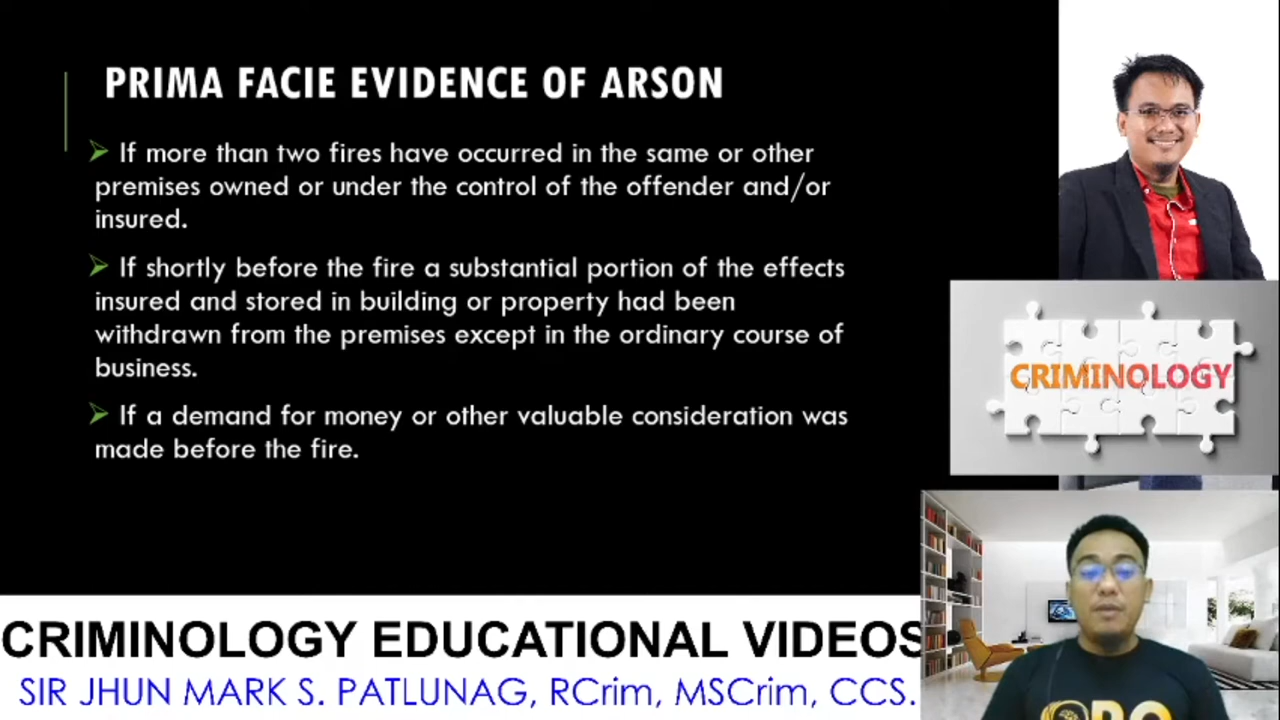 PRIMA FACIE EVIDENCE OF ARSON
➢ If more than two fires have occurred in the same or other
premises owned or under the control of the offender and/or
insured.
➢ If shortly before the fire a substantial portion of the effects
insured and stored in building or property had been
withdrawn from the premises except in the ordinary course of
business.
➢ If a demand for money or other valuable consideration was
made before the fire.
CRIMINOLOGY
CRIMINOLOGY EDUCATIONAL VIDEOS
SIR JHUN MARK S. PATLUNAG, RCrim, MSCrim, CCS.